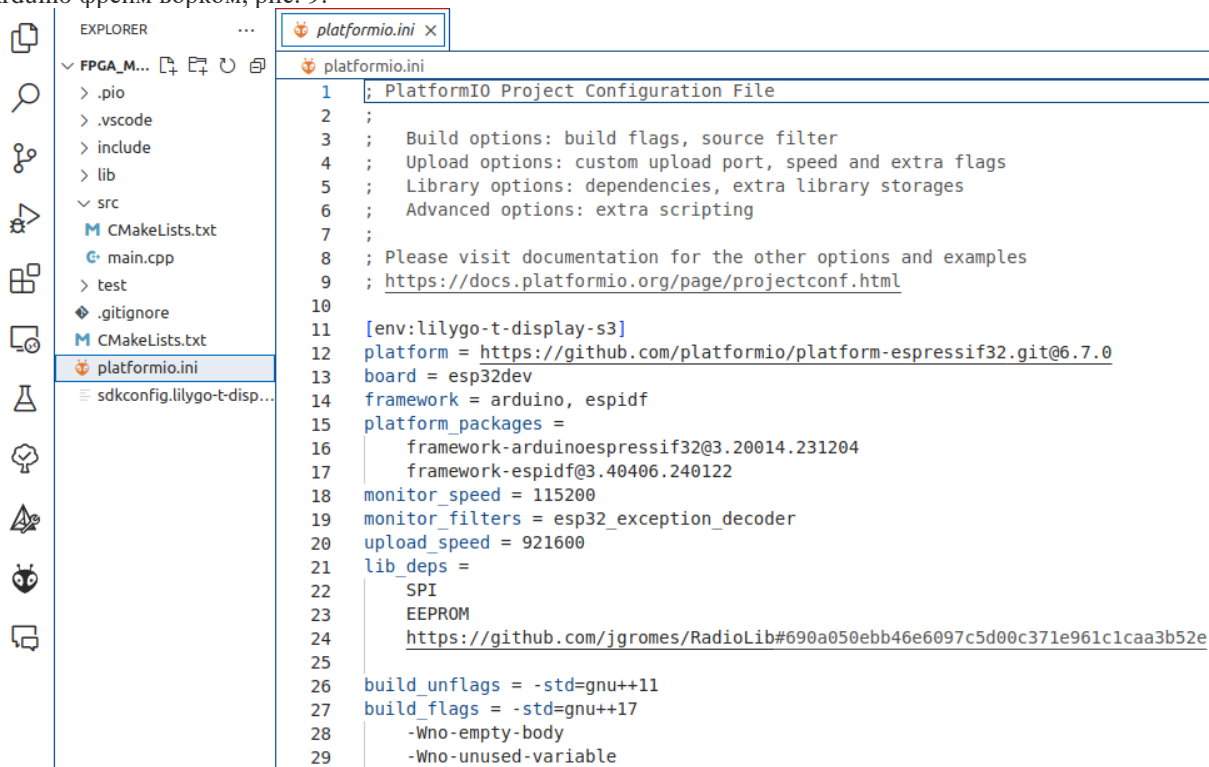 rduino фрейм ворком, рис. 9.
EXPLORER
FPGA_M...
.pio
.vscode
include
lib
src
CMakeLists.txt
main.cpp
test
.gitignore
CMakeLists.txt
platformio.ini
sdkconfig.lilygo-t-disp...
platformio.ini
platformio.ini
1 ; PlatformIO Project Configuration File
2 ;
3 ;   Build options: build flags, source filter
4 ;   Upload options: custom upload port, speed and extra flags
5 ;   Library options: dependencies, extra library storages
6 ;   Advanced options: extra scripting
7 ;
8 ; Please visit documentation for the other options and examples
9 ; https://docs.platformio.org/page/projectconf.html
10
11 [env:lilygo-t-display-s3]
12 platform = https://github.com/platformio/platform-espressif32.git@6.7.0
13 board = esp32dev
14 framework = arduino, espidf
15 platform_packages =
16     framework-arduinoespressif32@3.20014.231204
17     framework-espidf@3.40406.240122
18 monitor_speed = 115200
19 monitor_filters = esp32_exception_decoder
20 upload_speed = 921600
21 lib_deps =
22     SPI
23     EEPROM
24     https://github.com/jgromes/RadioLib#690a050ebb46e6097c5d00c371e961c1caa3b52e
25
26 build_unflags = -std=gnu++11
27 build_flags = -std=gnu++17
28     -Wno-empty-body
29     -Wno-unused-variable